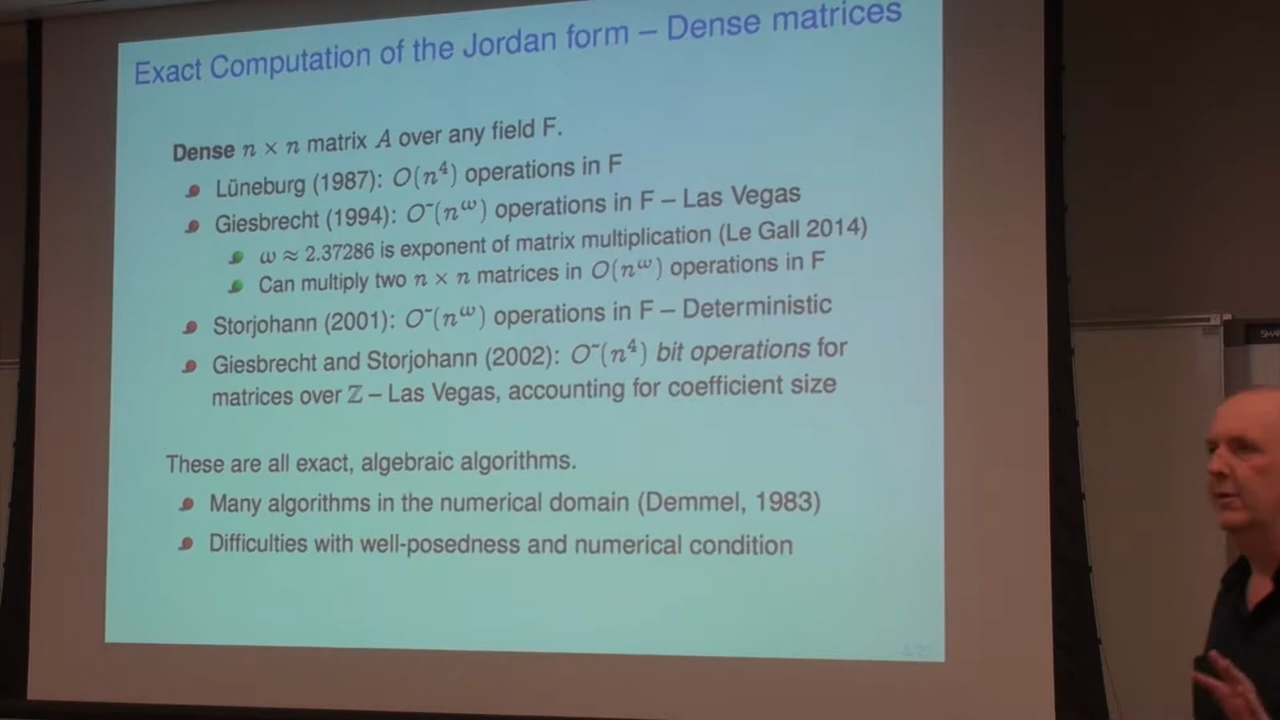 Exact Computation of the Jordan form – Dense matrices
Dense n × n matrix A over any field F.
Lüneburg (1987): O(n⁴) operations in F
Giesbrecht (1994): O˜(n^ω) operations in F – Las Vegas
ω ≈ 2.37286 is exponent of matrix multiplication (Le Gall 2014)
Can multiply two n × n matrices in O(n^ω) operations in F
Storjohann (2001): O˜(n^ω) operations in F – Deterministic
Giesbrecht and Storjohann (2002): O˜(n⁴) bit operations for
matrices over ℤ – Las Vegas, accounting for coefficient size
These are all exact, algebraic algorithms.
Many algorithms in the numerical domain (Demmel, 1983)
Difficulties with well-posedness and numerical condition